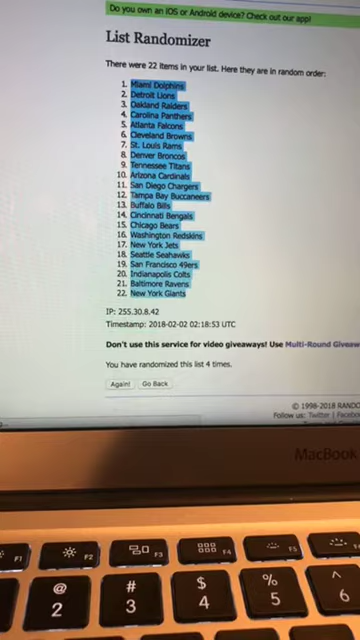 Do you own an iOS or Android device? Check out our app!
List Randomizer
There were 22 items in your list. Here they are in random order:
1. Miami Dolphins
2. Detroit Lions
3. Oakland Raiders
4. Carolina Panthers
5. Atlanta Falcons
6. Cleveland Browns
7. St. Louis Rams
8. Denver Broncos
9. Tennessee Titans
10. Arizona Cardinals
11. San Diego Chargers
12. Tampa Bay Buccaneers
13. Buffalo Bills
14. Cincinnati Bengals
15. Chicago Bears
16. Washington Redskins
17. New York Jets
18. Seattle Seahawks
19. San Francisco 49ers
20. Indianapolis Colts
21. Baltimore Ravens
22. New York Giants
IP: 255.30.8.42
Timestamp: 2018-02-02 02:18:53 UTC
Don't use this service for video giveaways! Use Multi-Round Giveaw
You have randomized this list 4 times.
Again! Go Back
© 1998-2018 RANDO
Follow us: Twitter | Facebo
MacBook
F1 F2 F3 F4 F5
@ # $ % ^
2 3 4 5 6